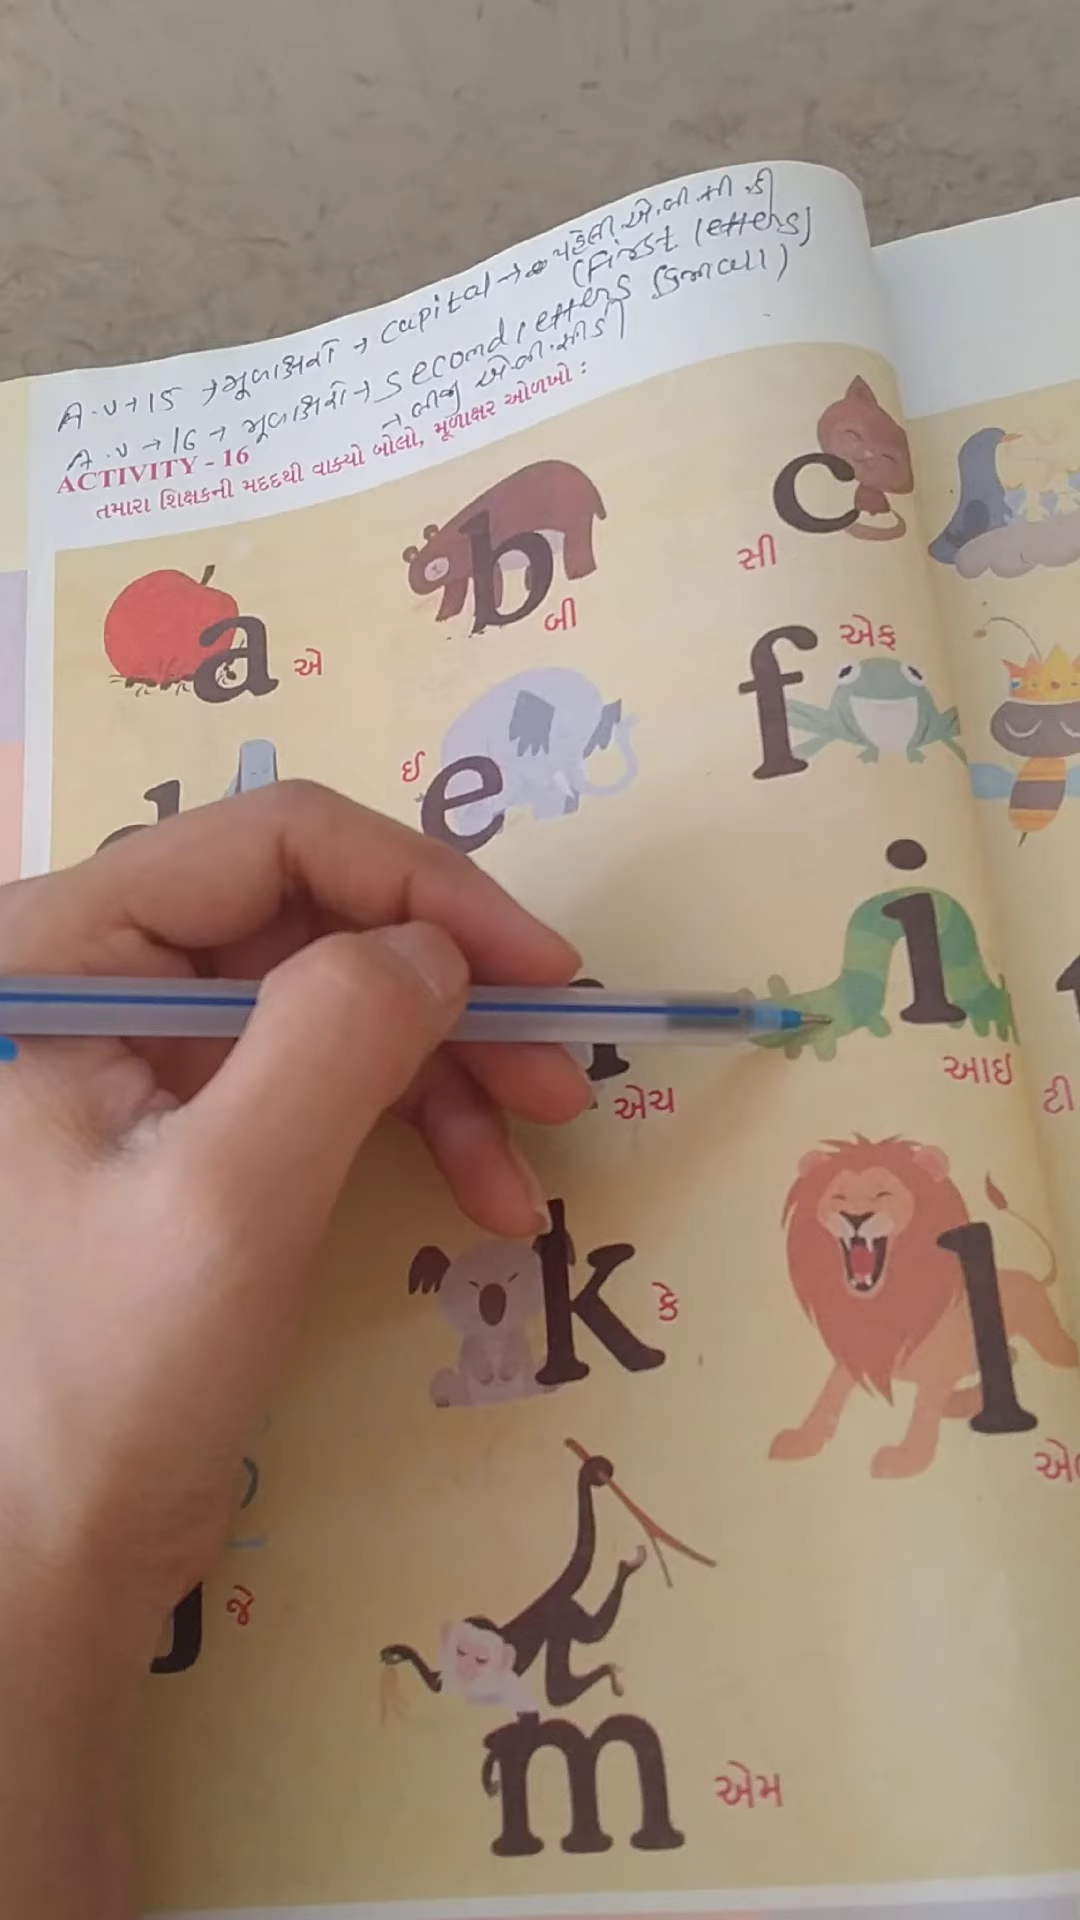 A.v → 15 → મૂળાક્ષરો → capital → પહેલી એ.બી.સી.ડી
(First letters)
A.v → 16 → મૂળાક્ષરો → second letters (small)
→ બીજી એ.બી.સી.ડી
ACTIVITY - 16
તમારા શિક્ષકની મદદથી વાક્યો બોલો, મૂળાક્ષર ઓળખો :
a એ
b બી
c સી
d
e ઈ
f એફ
એચ
i આઇ
ટી
j જે
k કે
l
m એમ